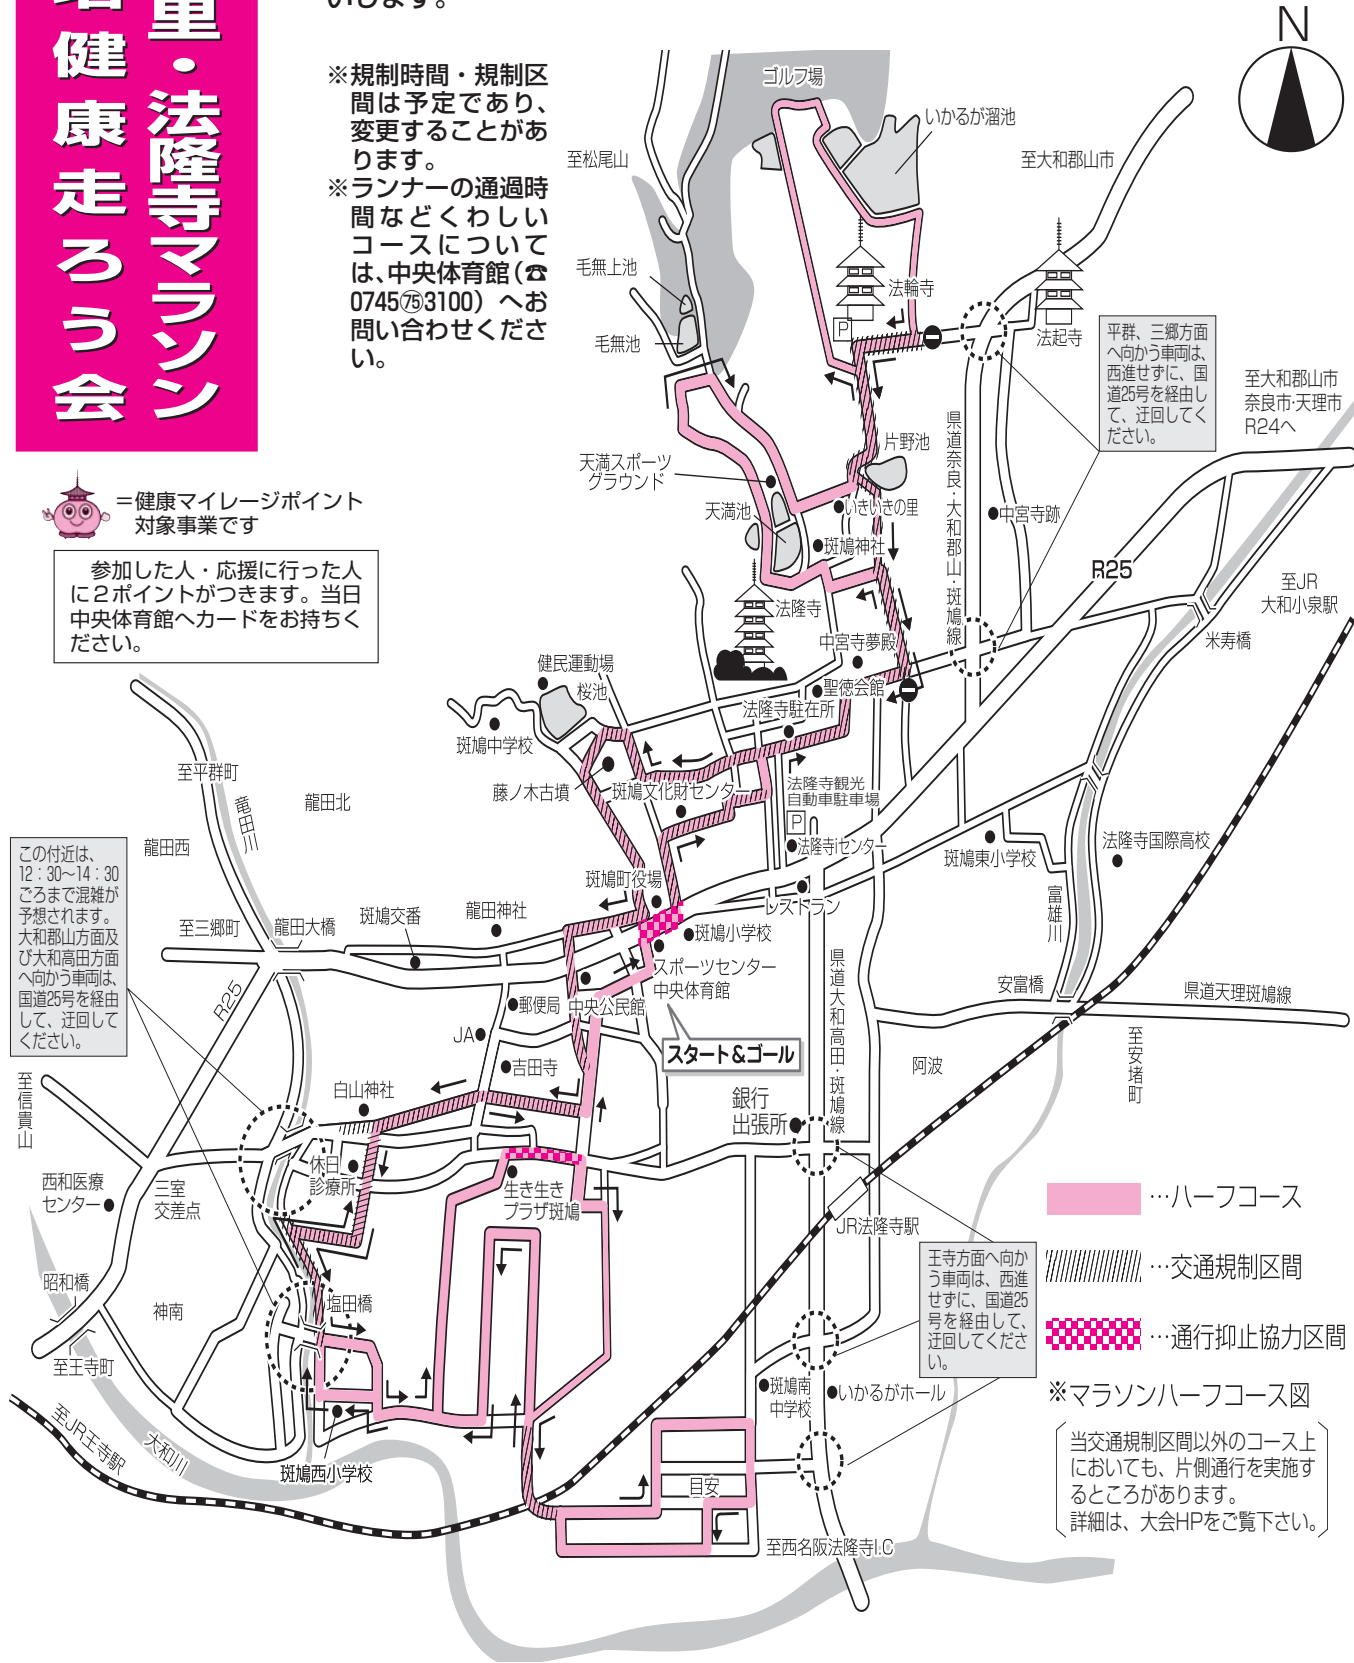 重・法隆寺マラソン
健康走ろう会
いします。
※規制時間・規制区
間は予定であり、
変更することがあ
ります。
※ランナーの通過時
間などくわしい
コースについて
は、中央体育館(☎
0745㊆3100)へお
問い合わせくださ
い。
=健康マイレージポイント
対象事業です
参加した人・応援に行った人
に2ポイントがつきます。当日
中央体育館へカードをお持ちく
ださい。
N
ゴルフ場
いかるが溜池
至松尾山
至大和郡山市
毛無上池
毛無池
法輪寺
P
法起寺
平群、三郷方面
へ向かう車両は、
西進せずに、国
道25号を経由し
て、迂回してく
ださい。
至大和郡山市
奈良市・天理市
R24へ
県道奈良・大和郡山・斑鳩線
片野池
天満スポーツ
グラウンド
天満池
いきいきの里
中宮寺跡
斑鳩神社
R25
至JR
大和小泉駅
法隆寺
米寿橋
中宮寺夢殿
健民運動場
桜池
聖徳会館
法隆寺駐在所
斑鳩中学校
至平群町
竜田川
龍田北
藤ノ木古墳
斑鳩文化財センター
法隆寺観光
自動車駐車場
P
龍田西
法隆寺iセンター
斑鳩東小学校
法隆寺国際高校
この付近は、
12:30~14:30
ごろまで混雑が
予想されます。
大和郡山方面及
び大和高田方面
へ向かう車両は、
国道25号を経由
して、迂回して
ください。
斑鳩町役場
レストラン
富雄川
至三郷町
龍田大橋
斑鳩交番
龍田神社
斑鳩小学校
スポーツセンター
中央体育館
県道大和高田・斑鳩線
安富橋
県道天理斑鳩線
R25
郵便局
中央公民館
JA
スタート&ゴール
至安堵町
吉田寺
阿波
至信貴山
白山神社
銀行
出張所
西和医療
センター
三室
交差点
休日
診療所
生き生き
プラザ斑鳩
JR法隆寺駅
…ハーフコース
王寺方面へ向か
う車両は、西進
せずに、国道25
号を経由して、
迂回してくださ
い。
…交通規制区間
昭和橋
神南
塩田橋
…通行抑止協力区間
至王寺町
斑鳩南
中学校
いかるがホール
※マラソンハーフコース図
至JR王寺駅
大和川
斑鳩西小学校
当交通規制区間以外のコース上
においても、片側通行を実施す
るところがあります。
詳細は、大会HPをご覧下さい。
目安
至西名阪法隆寺I.C